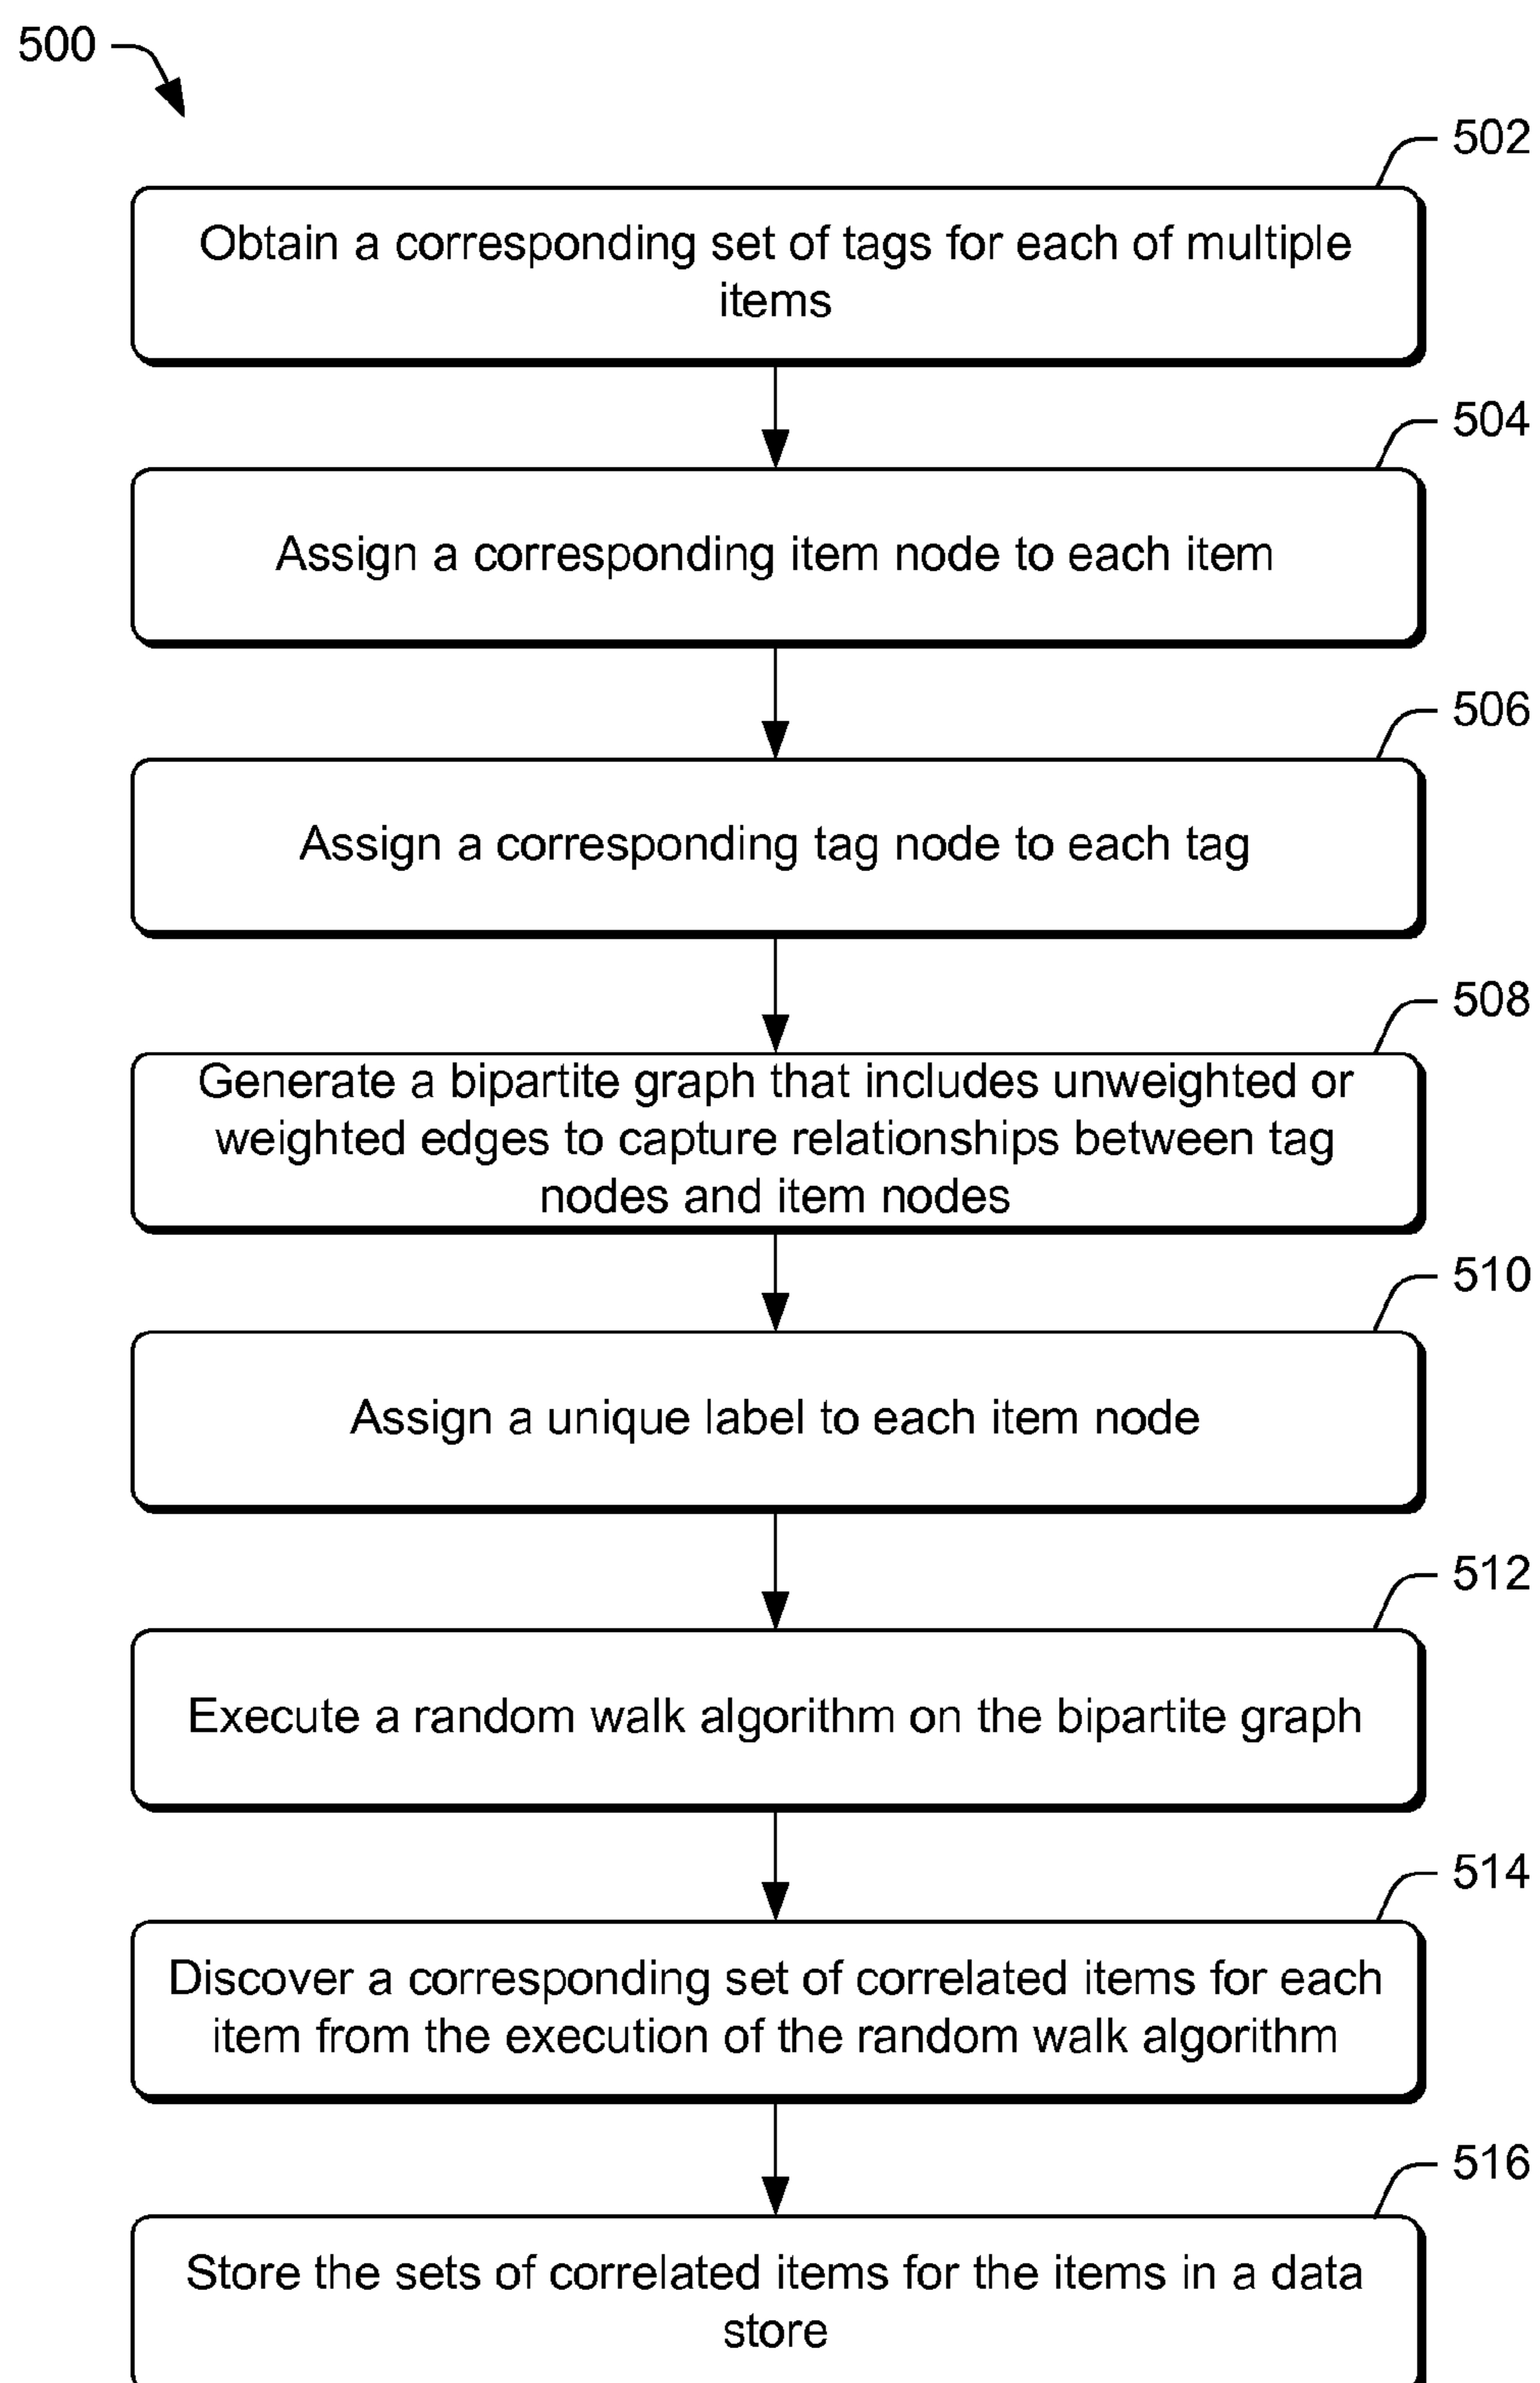 500
502
Obtain a corresponding set of tags for each of multiple
items
504
Assign a corresponding item node to each item
506
Assign a corresponding tag node to each tag
508
Generate a bipartite graph that includes unweighted or
weighted edges to capture relationships between tag
nodes and item nodes
510
Assign a unique label to each item node
512
Execute a random walk algorithm on the bipartite graph
514
Discover a corresponding set of correlated items for each
item from the execution of the random walk algorithm
516
Store the sets of correlated items for the items in a data
store